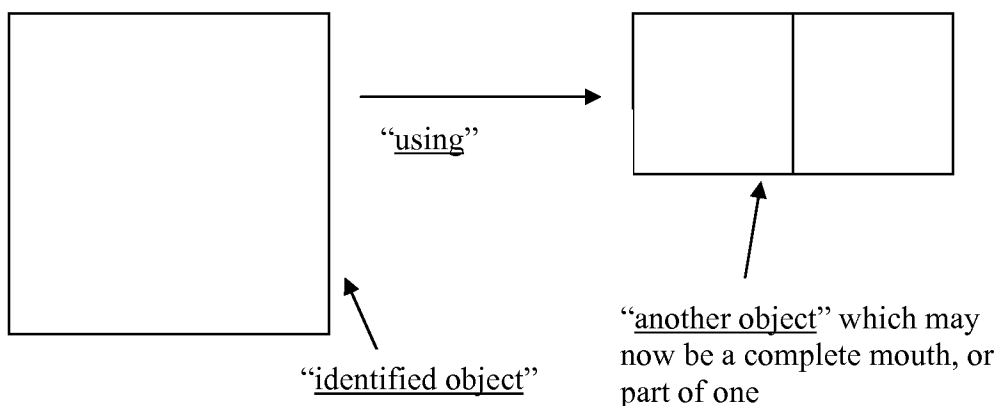 “using”
“identified object”
“another object” which may
now be a complete mouth, or
part of one